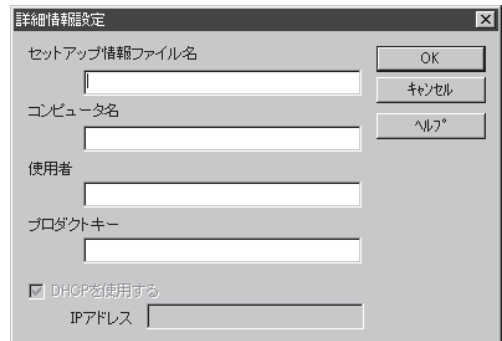 詳細情報設定
セットアップ情報ファイル名
OK
キャンセル
コンピュータ名
ヘルプ
使用者
プロダクトキー
DHCPを使用する
IPアドレス